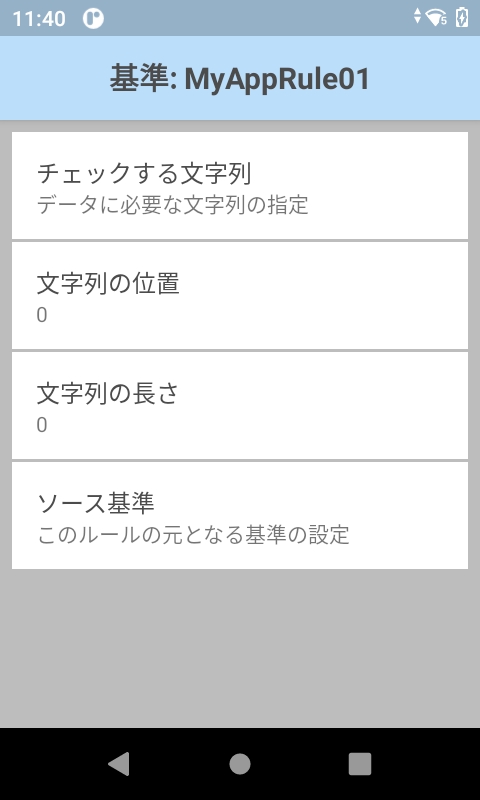 11:40
基準: MyAppRule01
チェックする文字列
データに必要な文字列の指定
文字列の位置
0
文字列の長さ
0
ソース基準
このルールの元となる基準の設定